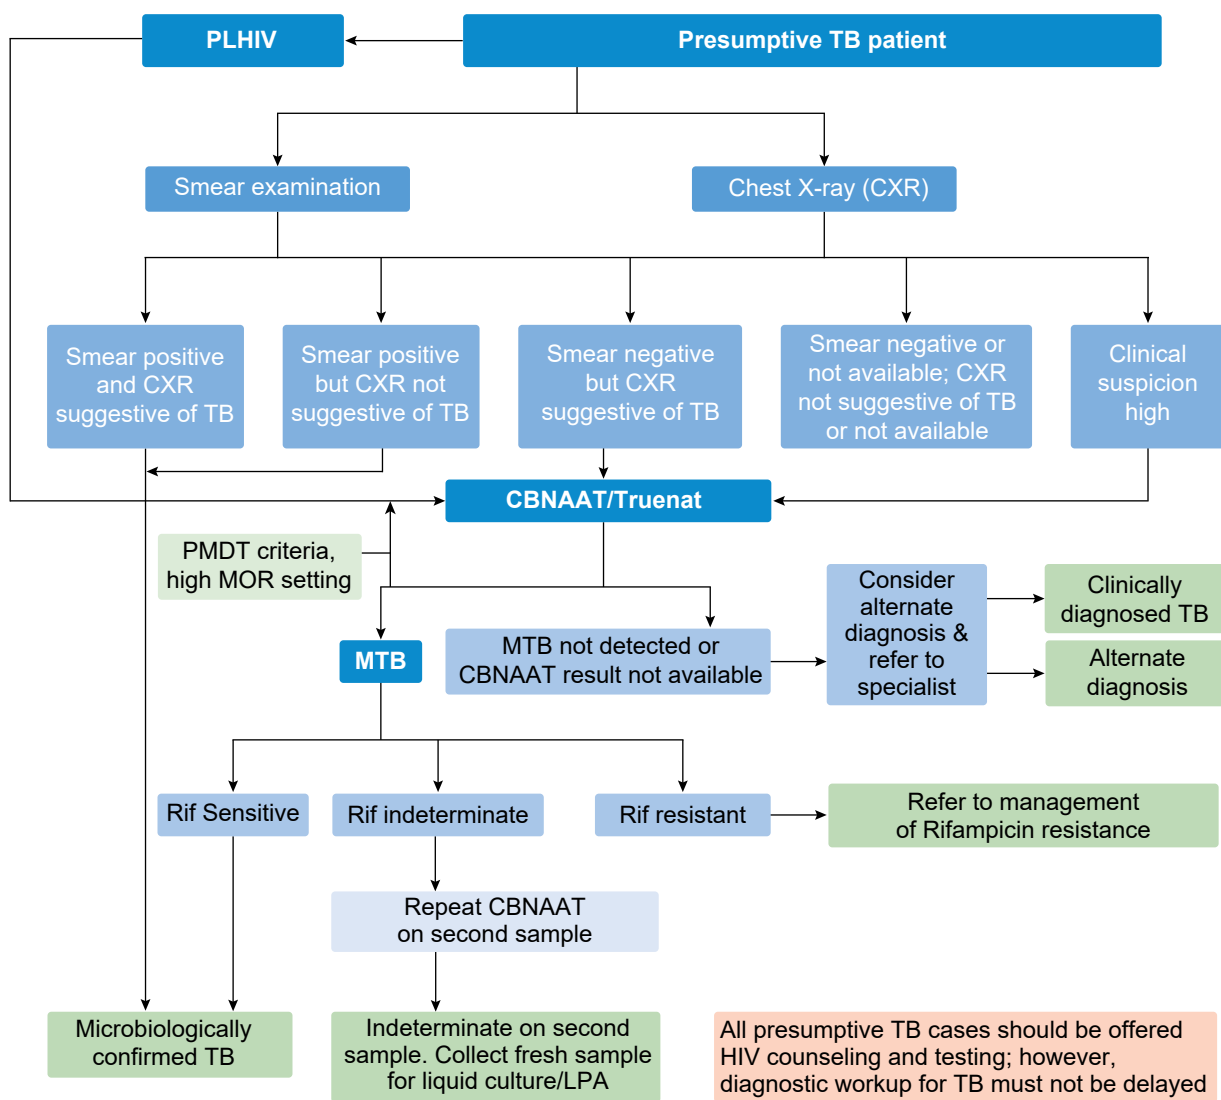 PLHIV
Presumptive TB patient
Smear examination
Chest X-ray (CXR)
Smear positive
and CXR
suggestive of TB
Smear positive
but CXR not
suggestive of TB
Smear negative
but CXR
suggestive of TB
Smear negative or
not available; CXR
not suggestive of TB
or not available
Clinical
suspicion
high
CBNAAT/Truenat
PMDT criteria,
high MOR setting
MTB
MTB not detected or
CBNAAT result not available
Consider
alternate
diagnosis &
refer to
specialist
Clinically
diagnosed TB
Alternate
diagnosis
Rif Sensitive
Rif indeterminate
Rif resistant
Refer to management
of Rifampicin resistance
Repeat CBNAAT
on second sample
Microbiologically
confirmed TB
Indeterminate on second
sample. Collect fresh sample
for liquid culture/LPA
All presumptive TB cases should be offered
HIV counseling and testing; however,
diagnostic workup for TB must not be delayed